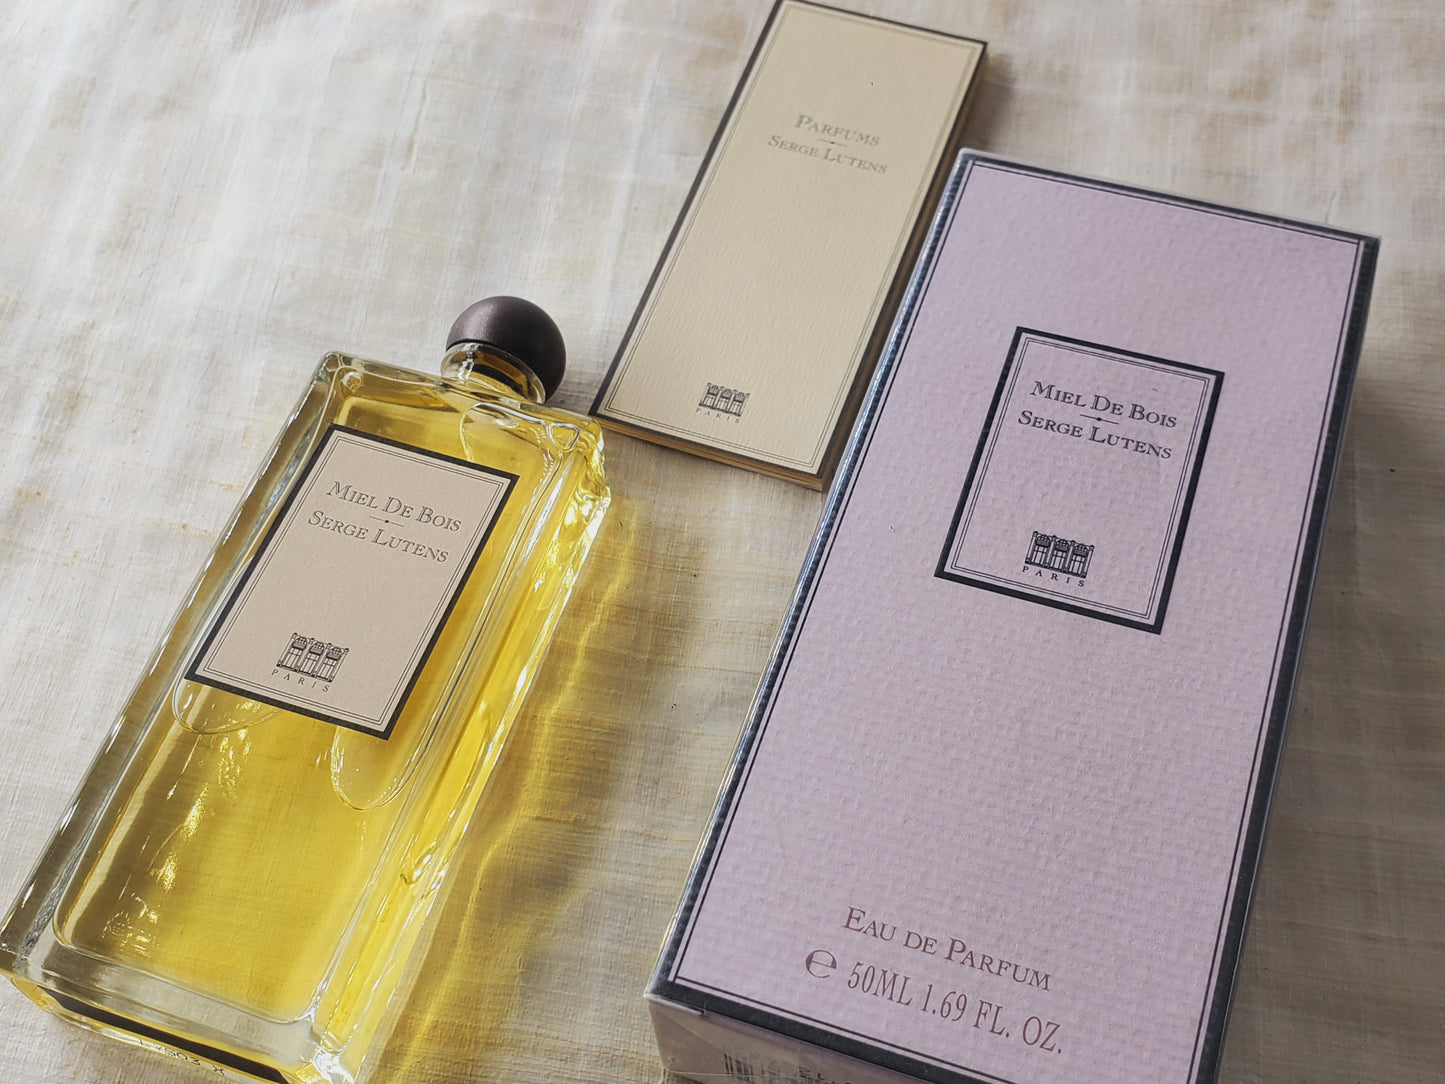 MIEL DE BOIS
SERGE LUTENS
PARIS
PARFUMS
SERGE LUTENS
PARIS
MIEL DE BOIS
SERGE LUTENS
PARIS
EAU DE PARFUM
℮ 50ML 1.69 FL. OZ.